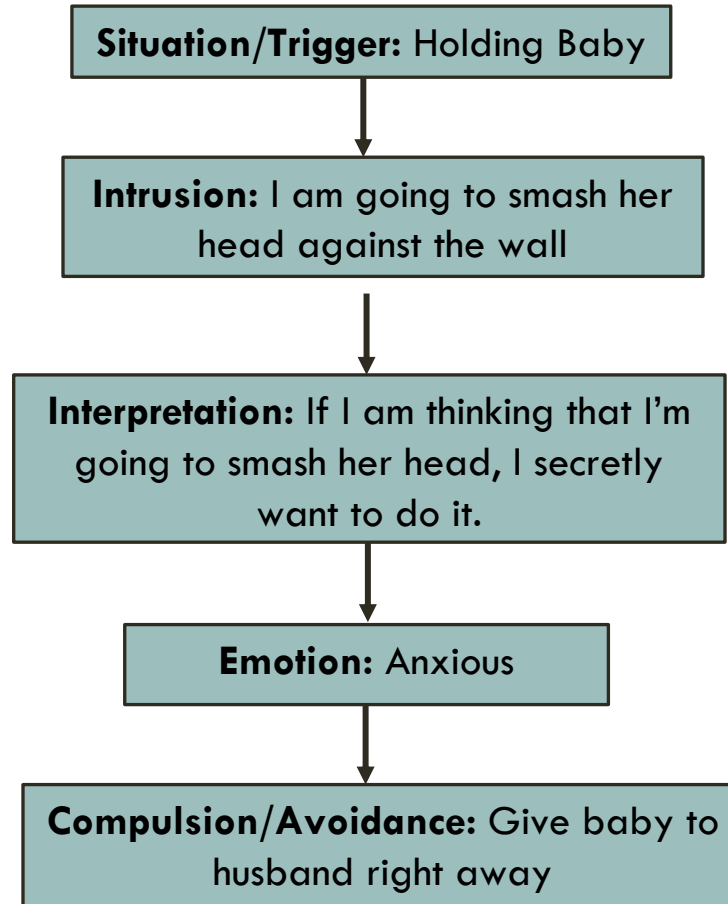 Situation/Trigger: Holding Baby
Intrusion: I am going to smash her
head against the wall
Interpretation: If I am thinking that I’m
going to smash her head, I secretly
want to do it.
Emotion: Anxious
Compulsion/Avoidance: Give baby to
husband right away